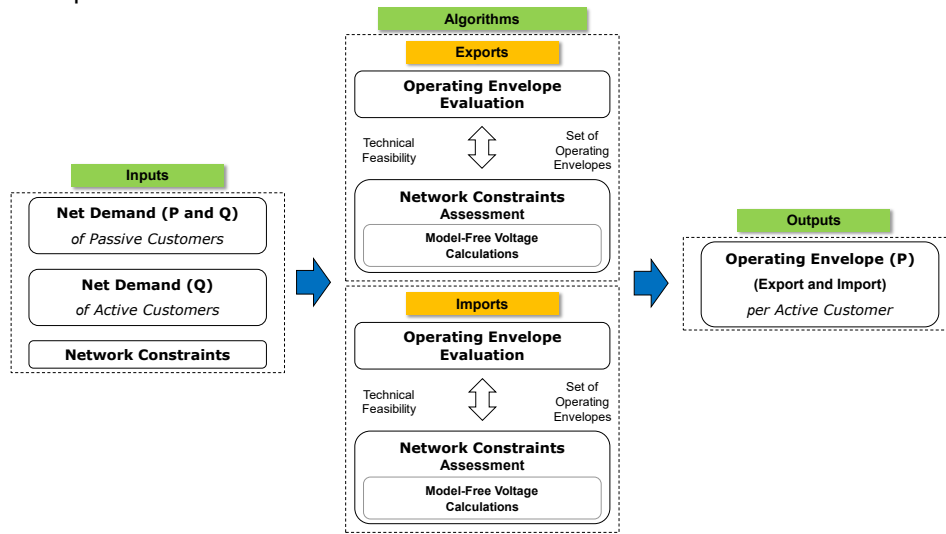 Inputs
Net Demand (P and Q)
of Passive Customers
Net Demand (Q)
of Active Customers
Network Constraints
Algorithms
Exports
Operating Envelope
Evaluation
Technical
Feasibility
Set of
Operating
Envelopes
Network Constraints
Assessment
Model-Free Voltage
Calculations
Imports
Operating Envelope
Evaluation
Technical
Feasibility
Set of
Operating
Envelopes
Network Constraints
Assessment
Model-Free Voltage
Calculations
Outputs
Operating Envelope (P)
(Export and Import)
per Active Customer